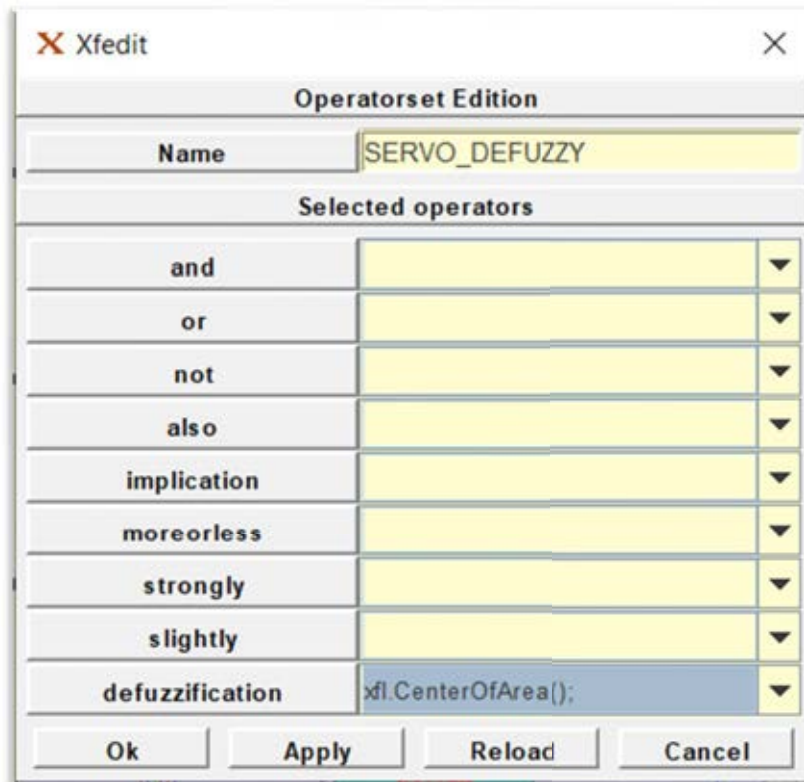 Xfedit
Operatorset Edition
Name SERVO_DEFUZZY
Selected operators
and
or
not
also
implication
moreorless
strongly
slightly
defuzzification xfl.CenterOfArea();
Ok Apply Reload Cancel